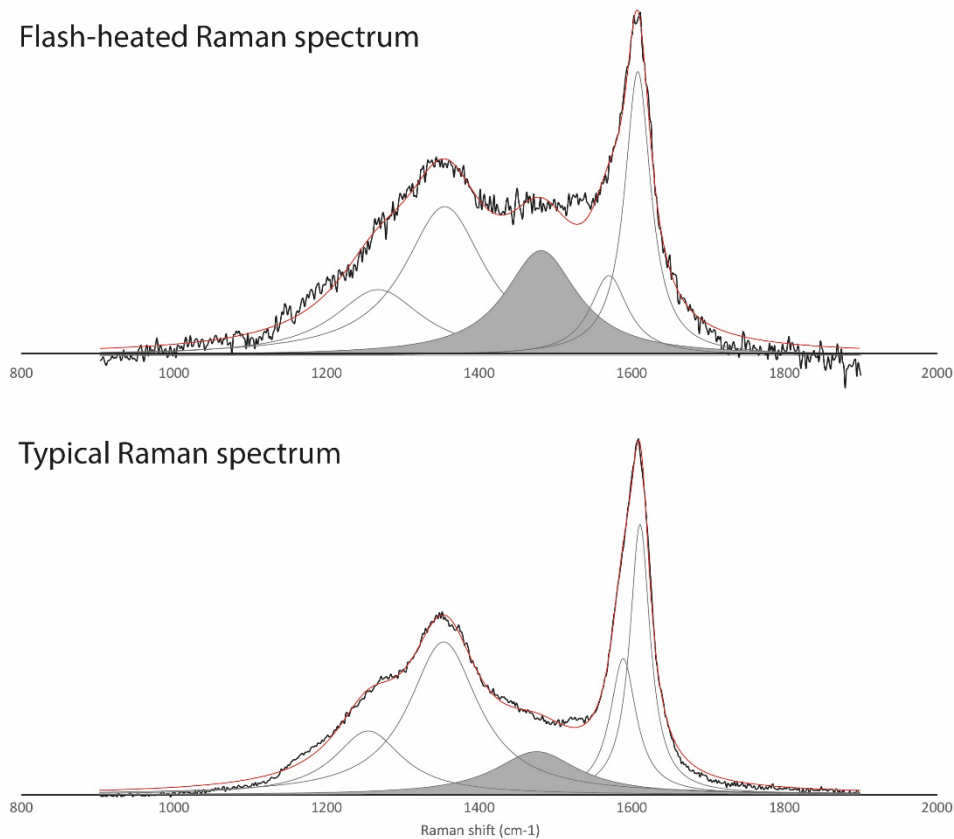 Flash-heated Raman spectrum
800 1000 1200 1400 1600 1800 2000
Typical Raman spectrum
800 1000 1200 1400 1600 1800 2000
Raman shift (cm-1)